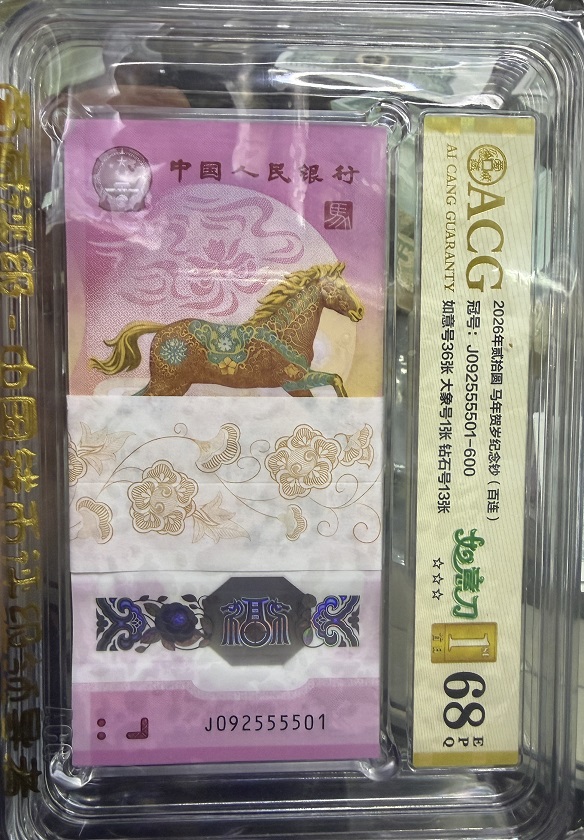 中国人民银行
馬
J092555501
ACG
AI CANG GUARANTY
2026年贰拾圆 马年贺岁纪念钞（百连）
冠号：J092555501-600
如意号36张 大象号1张 钻石号13张
如意刀
☆☆☆
1ST
68 EPQ